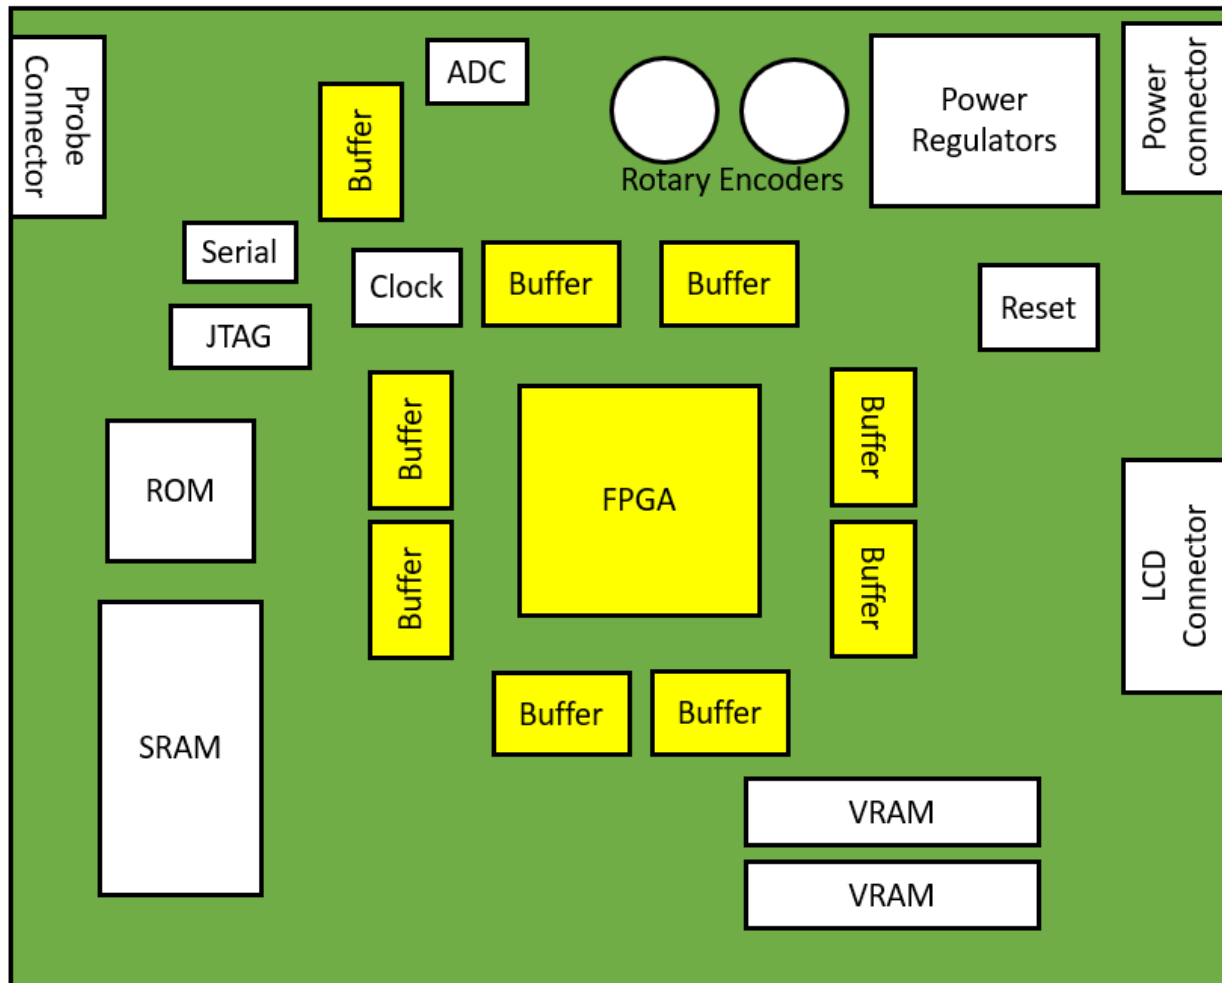 Probe
Connector
ADC
Buffer
Rotary Encoders
Power
Regulators
Power
connector
Serial
Clock
Buffer
Buffer
Reset
JTAG
Buffer
Buffer
ROM
FPGA
Buffer
Buffer
LCD
Connector
Buffer
Buffer
SRAM
VRAM
VRAM